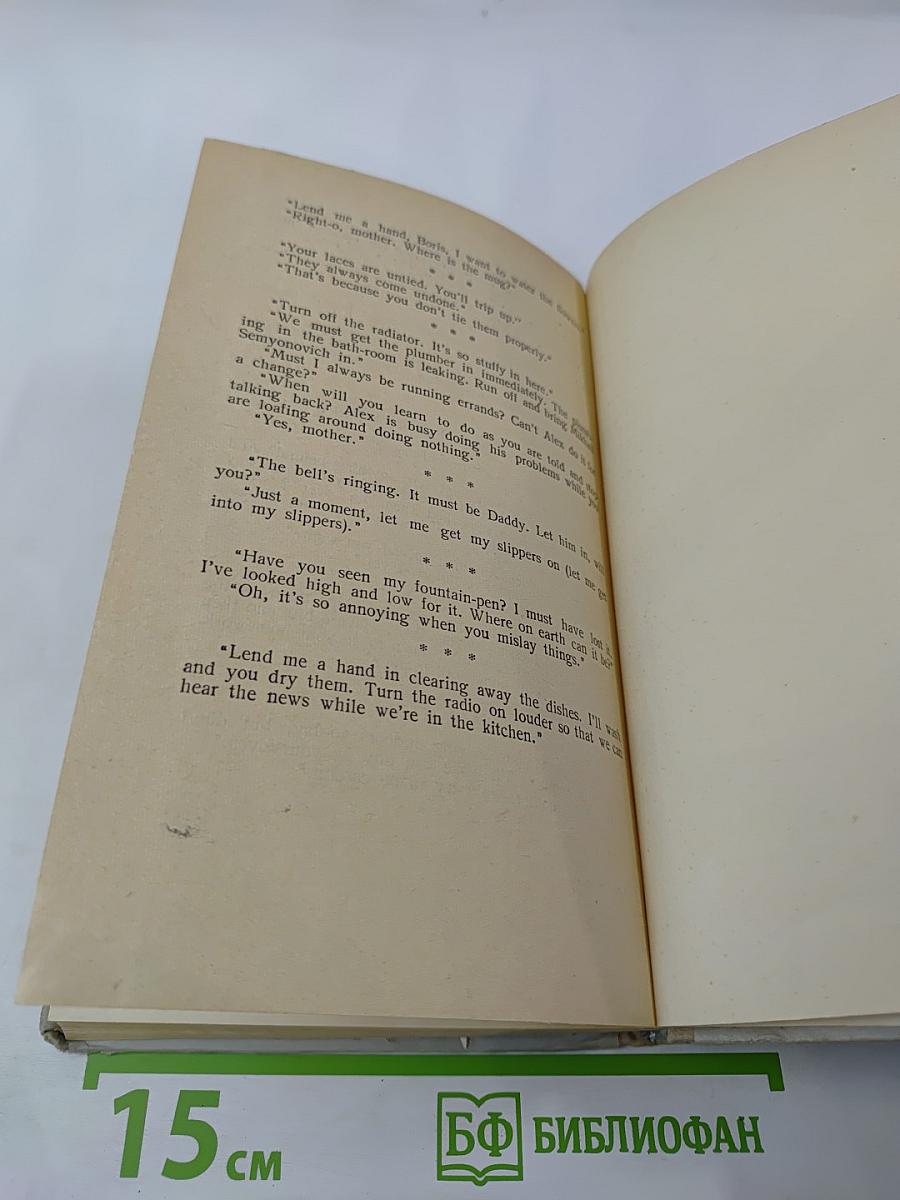 "Lend me a hand, Boris, I want to water the flowers."
"Right-o, mother. Where is the mug?"
* * *
"Your laces are untied. You'll trip up."
"They always come undone."
"That's because you don't tie them properly."
* * *
"Turn off the radiator. It's so stuffy in here."
"We must get the plumber in immediately. The
ing in the bath-room is leaking. Run off and bring
Semyonovich in."
"Must I always be running errands? Can't Alex do it for
a change?"
"When will you learn to do as you are told and stop
talking back? Alex is busy doing his problems while you
are loafing around doing nothing."
"Yes, mother."
* * *
"The bell's ringing. It must be Daddy. Let him in, will
you?"
"Just a moment, let me get my slippers on (let me get
into my slippers)."
* * *
"Have you seen my fountain-pen? I must have lost it.
I've looked high and low for it. Where on earth can it be?"
"Oh, it's so annoying when you mislay things."
* * *
"Lend me a hand in clearing away the dishes. I'll wash
and you dry them. Turn the radio on louder so that we can
hear the news while we're in the kitchen."
15 см
БФ БИБЛИОФАН